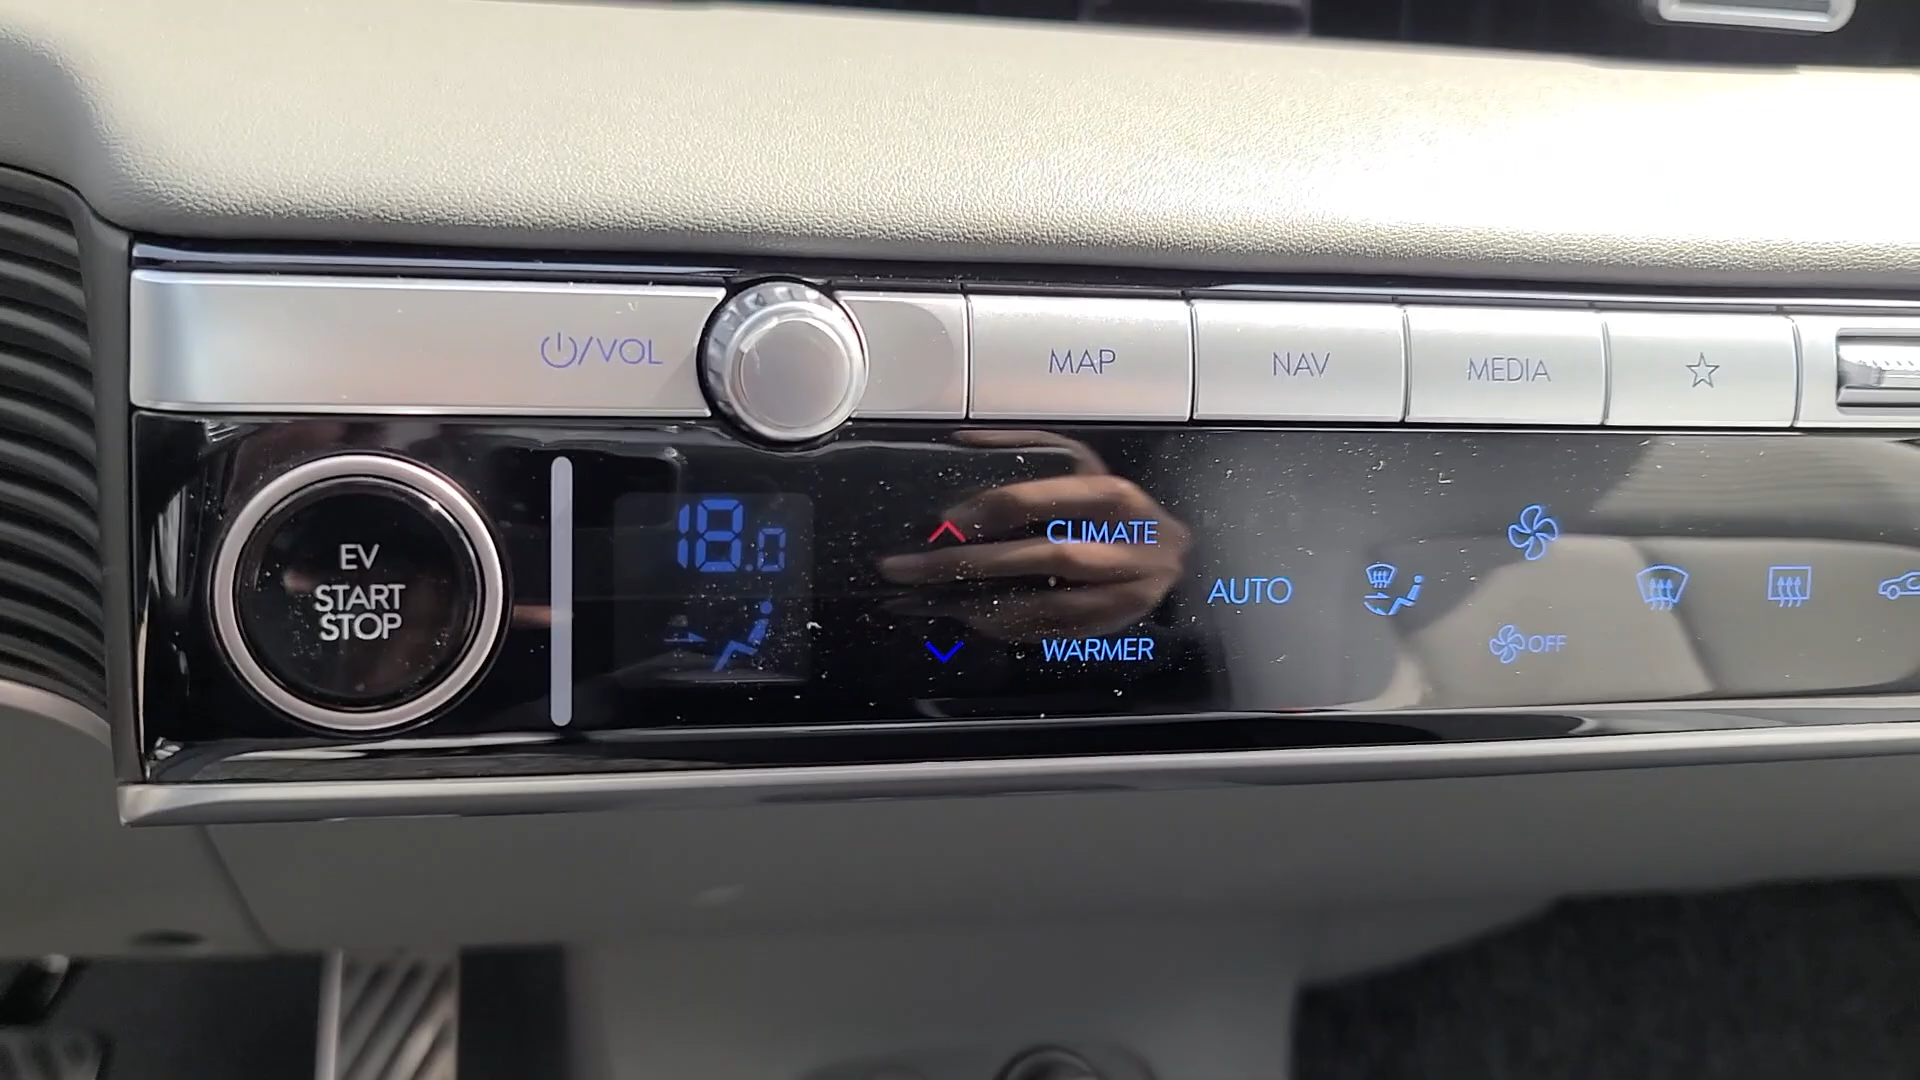 /VOL
MAP
NAV
MEDIA
EV
START
STOP
18.0
CLIMATE
WARMER
AUTO
OFF